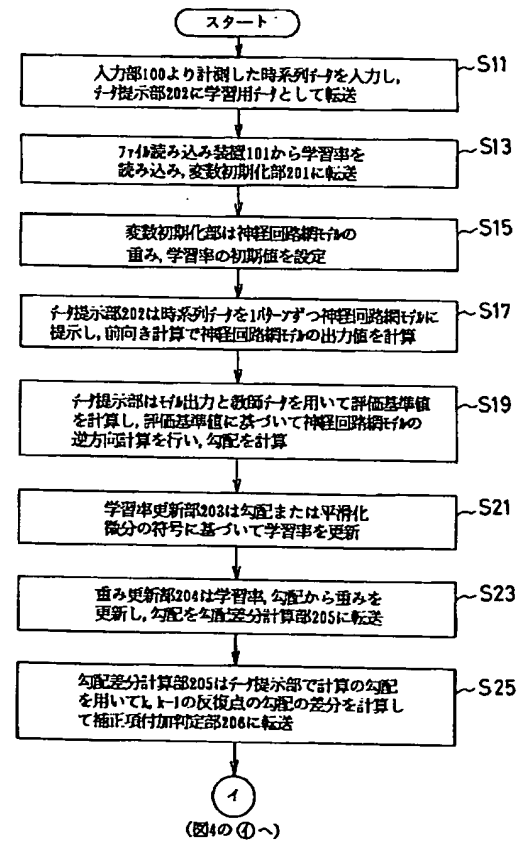 スタート
S11
入力部100より計測した時系列データを入力し,
データ提示部202に学習用データとして転送
S13
ファイル読み込み装置101から学習率を
読み込み,変数初期化部201に転送
S15
変数初期化部は神経回路網モデルの
重み,学習率の初期値を設定
S17
データ提示部202は時系列データを1パターンずつ神経回路網モデルに
提示し,前向き計算で神経回路網モデルの出力値を計算
S19
データ提示部はモデル出力と教師データを用いて評価基準値
を計算し,評価基準値に基づいて神経回路網モデルの
逆方向計算を行い,勾配を計算
S21
学習率更新部203は勾配または平滑化
微分の符号に基づいて学習率を更新
S23
重み更新部204は学習率,勾配から重みを
更新し,勾配を勾配差分計算部205に転送
S25
勾配差分計算部205はデータ提示部で計算の勾配
を用いてk,k-1の反復点の勾配の差分を計算し
て補正項付加判定部206に転送
イ
(図4の㋑へ)